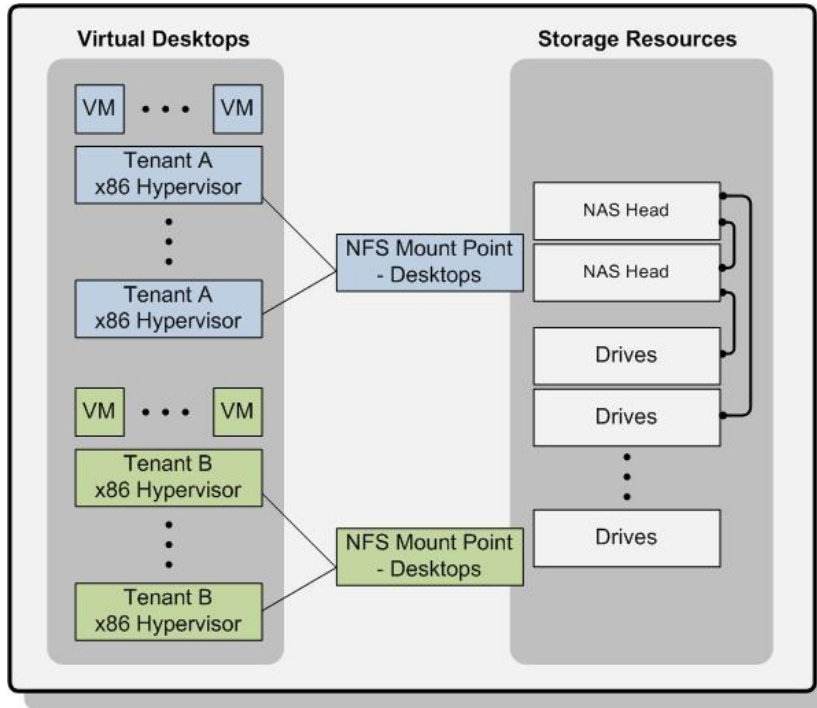 Virtual Desktops
Storage Resources
VM • • • VM
Tenant A
x86 Hypervisor
Tenant A
x86 Hypervisor
NFS Mount Point
- Desktops
VM • • • VM
Tenant B
x86 Hypervisor
Tenant B
x86 Hypervisor
NFS Mount Point
- Desktops
NAS Head
NAS Head
Drives
Drives
Drives